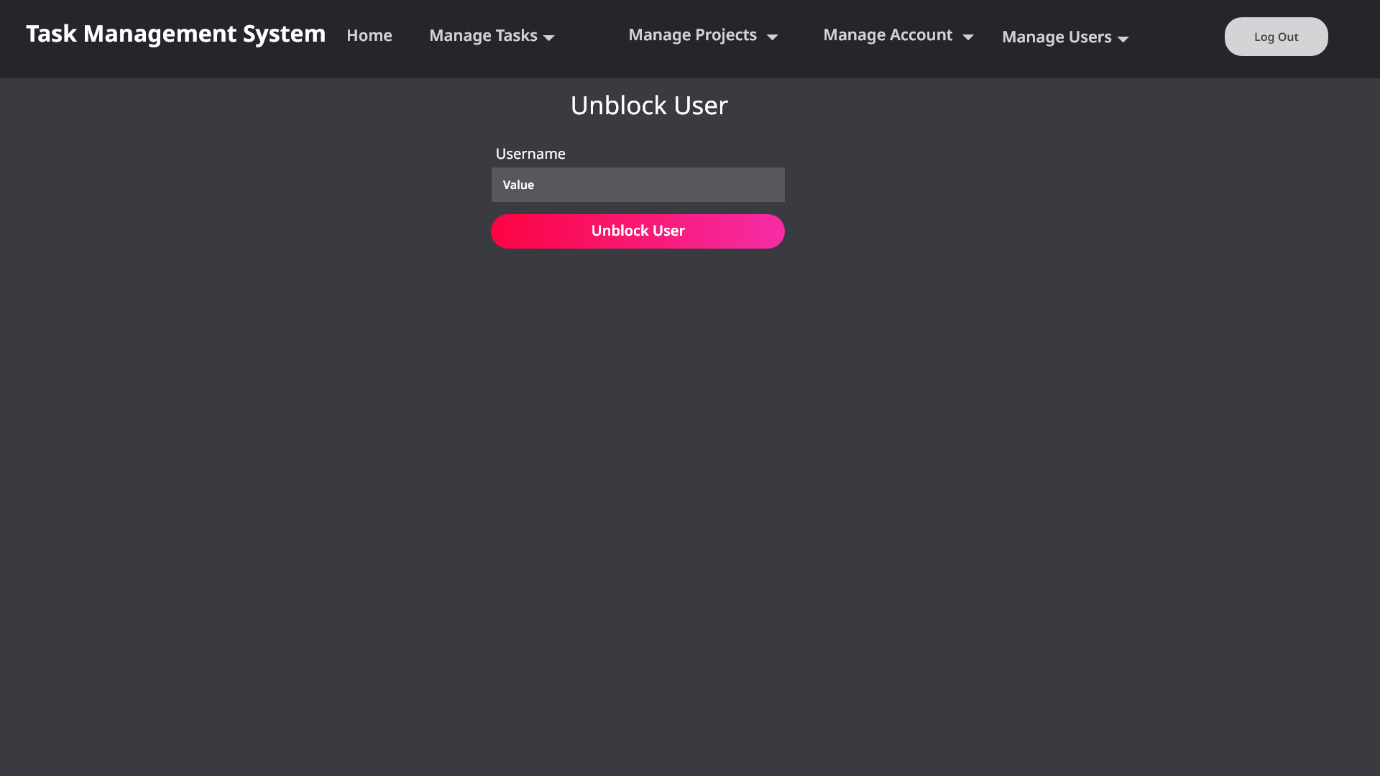 Task Management System Home Manage Tasks Manage Projects Manage Account Manage Users Log Out
Unblock User
Username
Value
Unblock User